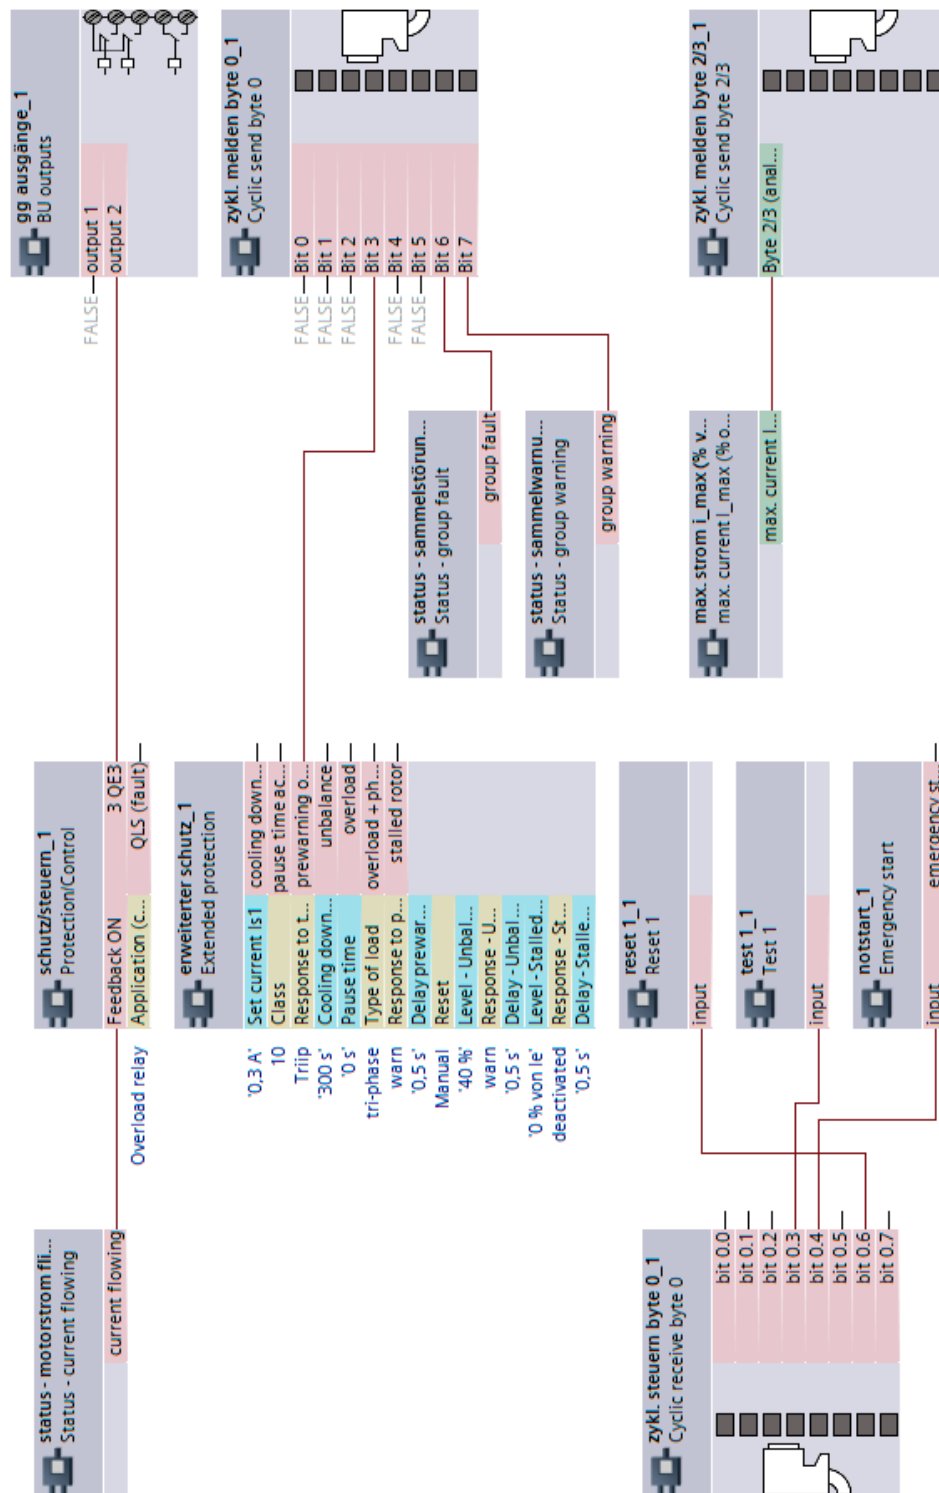 status - motorstrom fli...
Status - current flowing
current flowing
schutz/steuern_1
Protection/Control
Feedback ON
3 QE3
Application (c...
QLS (fault)
Overload relay
gg ausgänge_1
BU outputs
FALSE
output 1
output 2
erweiterter schutz_1
Extended protection
'0,3 A'
Set current Is1
cooling down...
10
Class
pause time ac...
Triip
Response to t...
prewarning o...
'300 s'
Cooling down...
unbalance
'0 s'
Pause time
overload
tri-phase
Type of load
overload + ph...
warn
Response to p...
stalled rotor
'0,5 s'
Delay prewar...
Manual
Reset
'40 %'
Level - Unbal...
warn
Response - U...
'0,5 s'
Delay - Unbal...
'0 % von Ie'
Level - Stalled...
deactivated
Response - St...
'0,5 s'
Delay - Stalle...
zykl. melden byte 0_1
Cyclic send byte 0
FALSE
Bit 0
FALSE
Bit 1
FALSE
Bit 2
Bit 3
FALSE
Bit 4
FALSE
Bit 5
Bit 6
Bit 7
status - sammelstörun...
Status - group fault
group fault
status - sammelwarnu...
Status - group warning
group warning
zykl. steuern byte 0_1
Cyclic receive byte 0
bit 0.0
bit 0.1
bit 0.2
bit 0.3
bit 0.4
bit 0.5
bit 0.6
bit 0.7
reset 1_1
Reset 1
input
test 1_1
Test 1
input
notstart_1
Emergency start
input
emergency st...
max. strom i_max (% v...
max. current I_max (% o...
max. current I...
zykl. melden byte 2/3_1
Cyclic send byte 2/3
Byte 2/3 (anal...